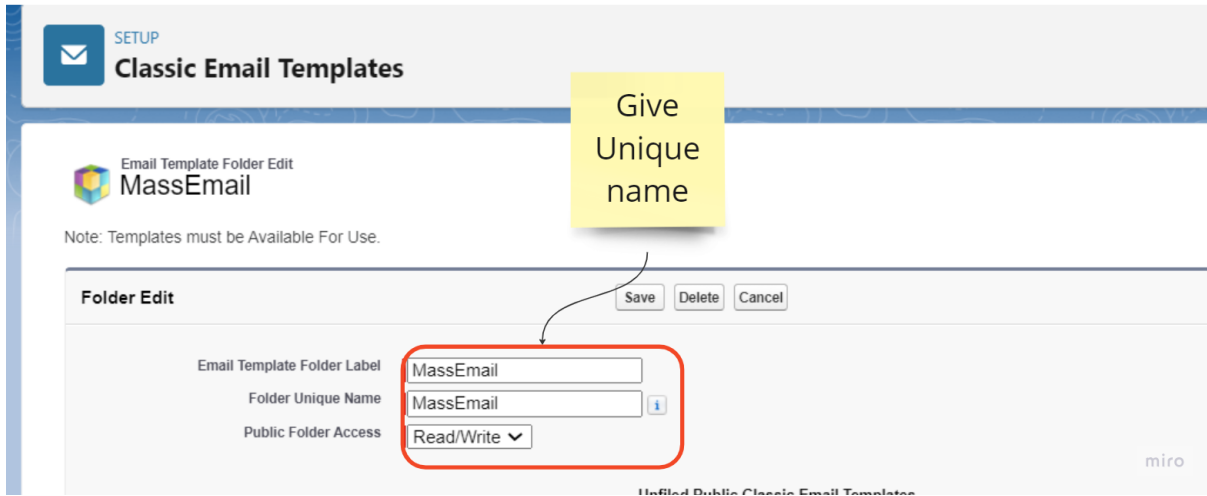 SETUP
Classic Email Templates
Give
Unique
name
Email Template Folder Edit
MassEmail
Note: Templates must be Available For Use.
Folder Edit
Save Delete Cancel
Email Template Folder Label MassEmail
Folder Unique Name MassEmail i
Public Folder Access Read/Write
miro
Unfiled Public Classic Email Templates